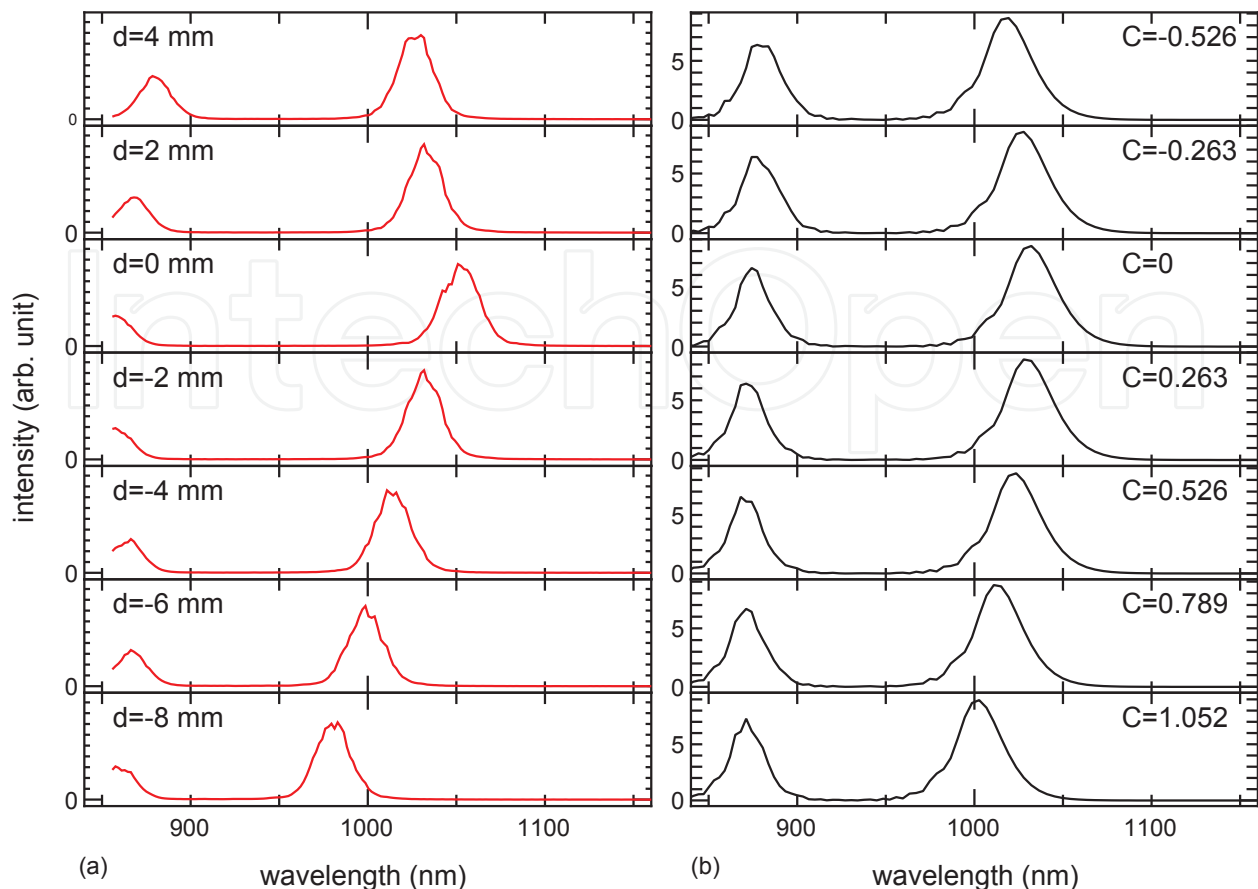 d=4 mm
0
d=2 mm
0
d=0 mm
0
d=-2 mm
0
d=-4 mm
0
d=-6 mm
0
d=-8 mm
0
900
1000
1100
intensity (arb. unit)
(a)
wavelength (nm)
C=-0.526
5
0
C=-0.263
5
0
C=0
5
0
C=0.263
5
0
C=0.526
5
0
C=0.789
5
0
C=1.052
5
0
900
1000
1100
(b)
wavelength (nm)
IntechOpen